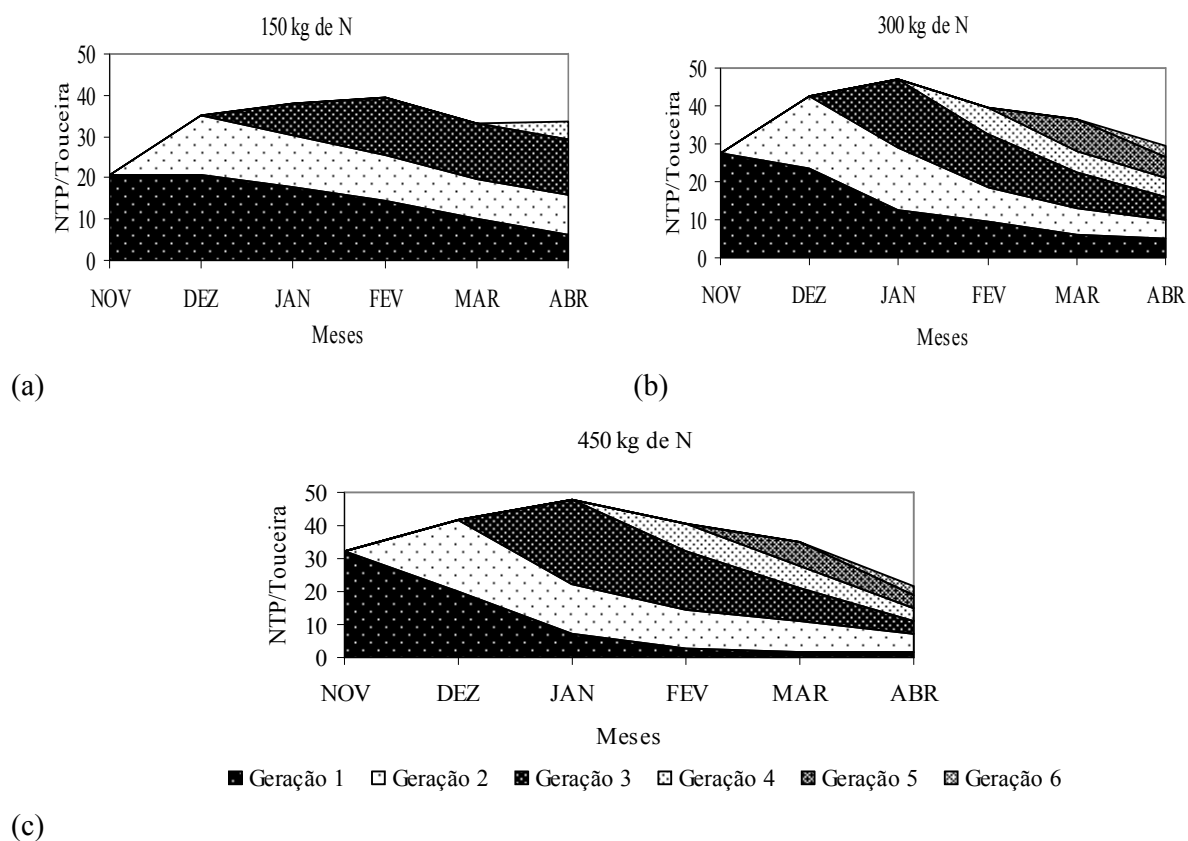 150 kg de N
50
40
30
20
10
0
NTP/Touceira
NOV DEZ JAN FEV MAR ABR
Meses
(a)
300 kg de N
50
40
30
20
10
0
NTP/Touceira
NOV DEZ JAN FEV MAR ABR
Meses
(b)
450 kg de N
50
40
30
20
10
0
NTP/Touceira
NOV DEZ JAN FEV MAR ABR
Meses
Geração 1 Geração 2 Geração 3 Geração 4 Geração 5 Geração 6
(c)